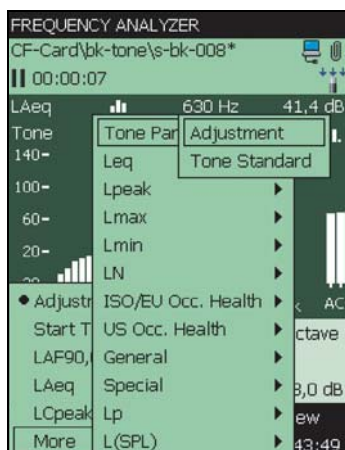 FREQUENCY ANALYZER
CF-Card\bk-tone\s-bk-008*
00:00:07
LAeq 630 Hz 41,4 dB
Tone Tone Par Adjustment
140 Leq Tone Standard
100 Lpeak
60 Lmax
Lmin
20 LN
Adjustr ISO/EU Occ. Health AC
Start T US Occ. Health ctave
LAF90, General
LAeq Special 3,0 dB
LCpeak Lp ew
More L(SPL) 43:49